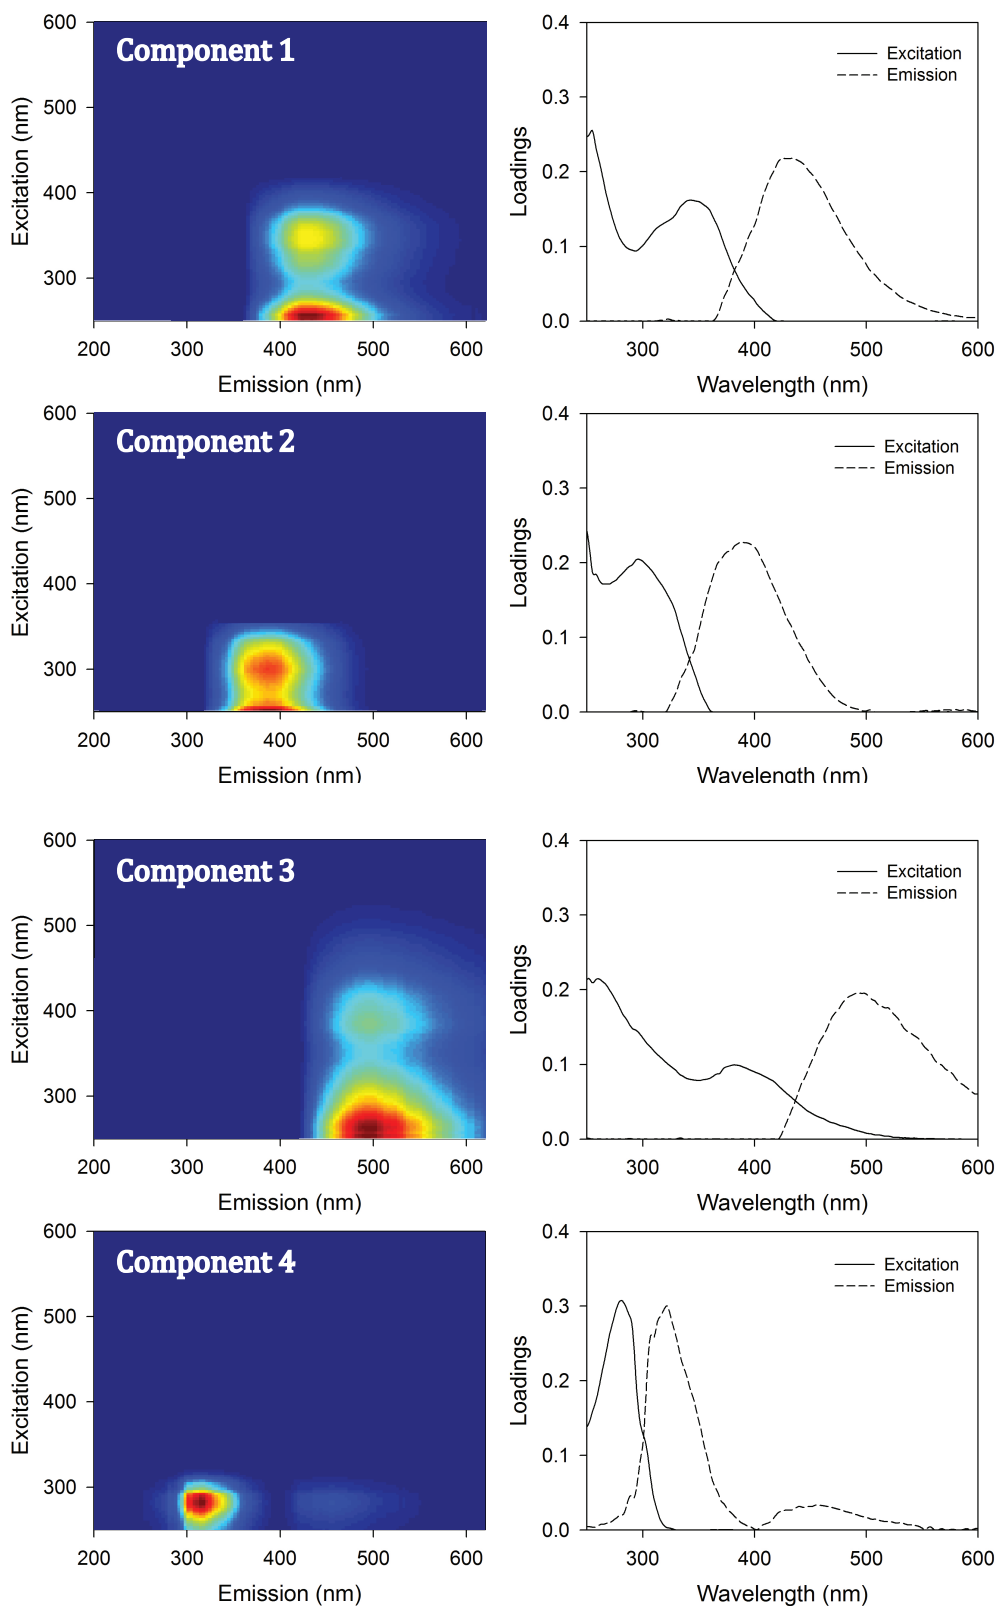 600
500
400
300
200 300 400 500 600
Excitation (nm)
Emission (nm)
Component 1
0.4
0.3
0.2
0.1
0.0
300 400 500 600
Loadings
Wavelength (nm)
Excitation
Emission
600
500
400
300
200 300 400 500 600
Excitation (nm)
Emission (nm)
Component 2
0.4
0.3
0.2
0.1
0.0
300 400 500 600
Loadings
Wavelength (nm)
Excitation
Emission
600
500
400
300
200 300 400 500 600
Excitation (nm)
Emission (nm)
Component 3
0.4
0.3
0.2
0.1
0.0
300 400 500 600
Loadings
Wavelength (nm)
Excitation
Emission
600
500
400
300
200 300 400 500 600
Excitation (nm)
Emission (nm)
Component 4
0.4
0.3
0.2
0.1
0.0
300 400 500 600
Loadings
Wavelength (nm)
Excitation
Emission